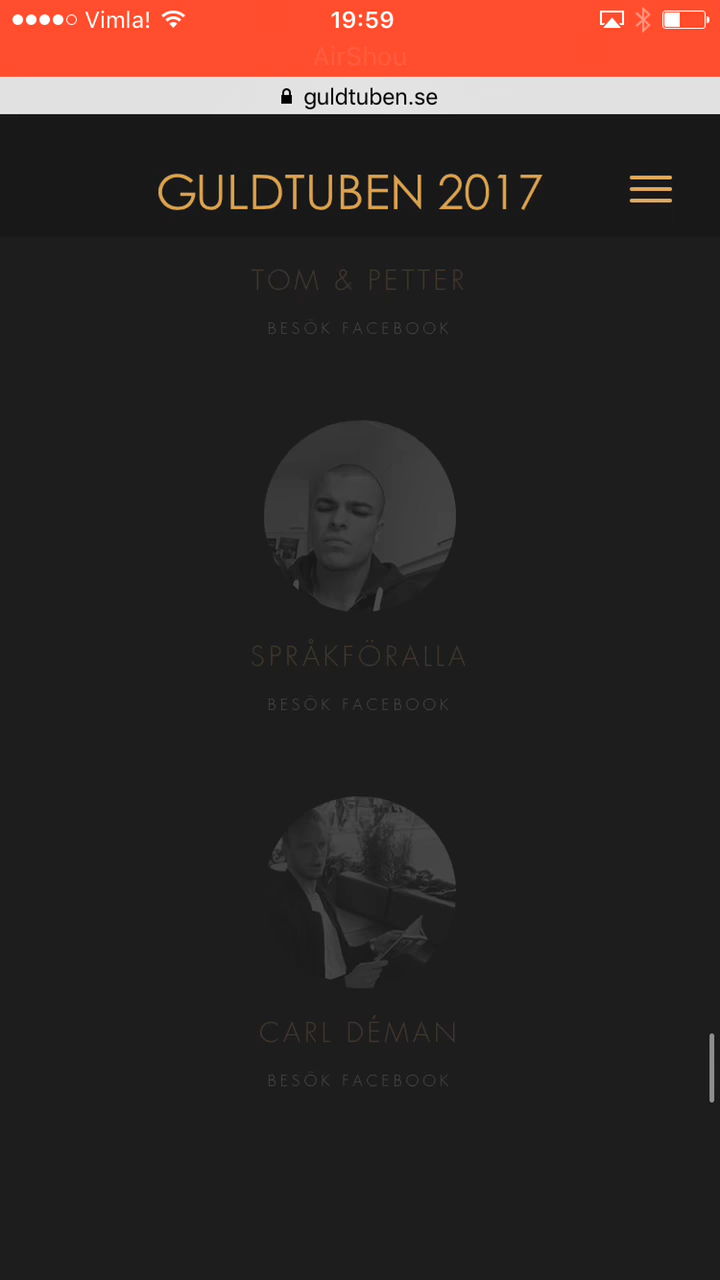 Vimla! 19:59
AirShou
guldtuben.se
GULDTUBEN 2017
TOM & PETTER
BESÖK FACEBOOK
SPRÅKFÖRALLA
BESÖK FACEBOOK
CARL DÉMAN
BESÖK FACEBOOK